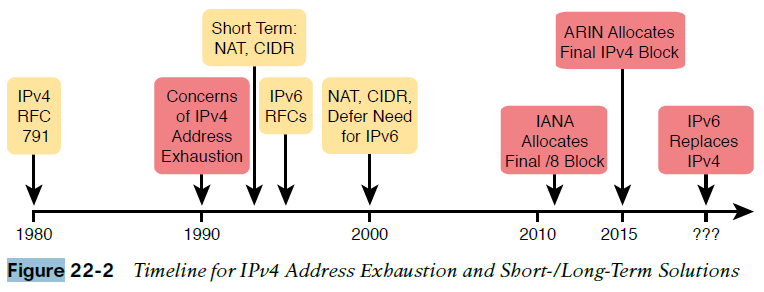 Short Term:
NAT, CIDR
ARIN Allocates
Final IPv4 Block
IPv4
RFC
791
Concerns
of IPv4
Address
Exhaustion
IPv6
RFCs
NAT, CIDR,
Defer Need
for IPv6
IANA
Allocates
Final /8 Block
IPv6
Replaces
IPv4
1980
1990
2000
2010
2015
???
Figure 22-2 Timeline for IPv4 Address Exhaustion and Short-/Long-Term Solutions